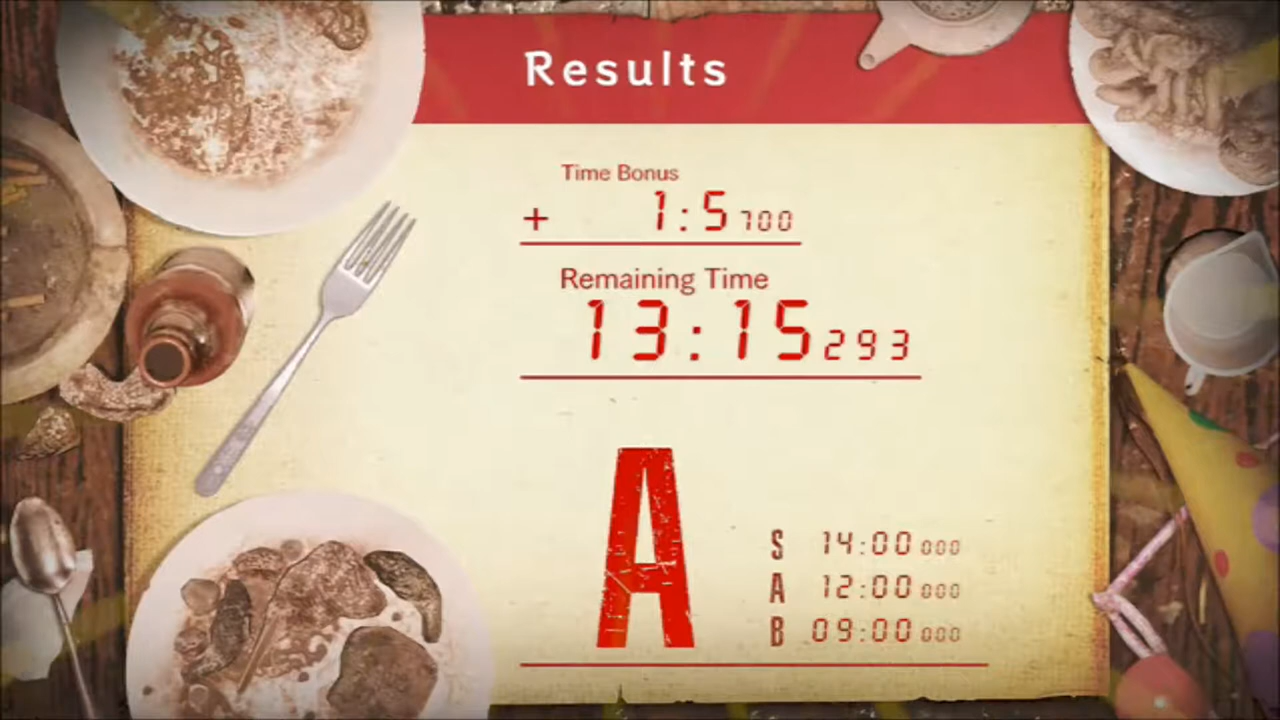 Results
Time Bonus
+ 1:5 700
Remaining Time
13:15 293
A
S 14:00 000
A 12:00 000
B 09:00 000